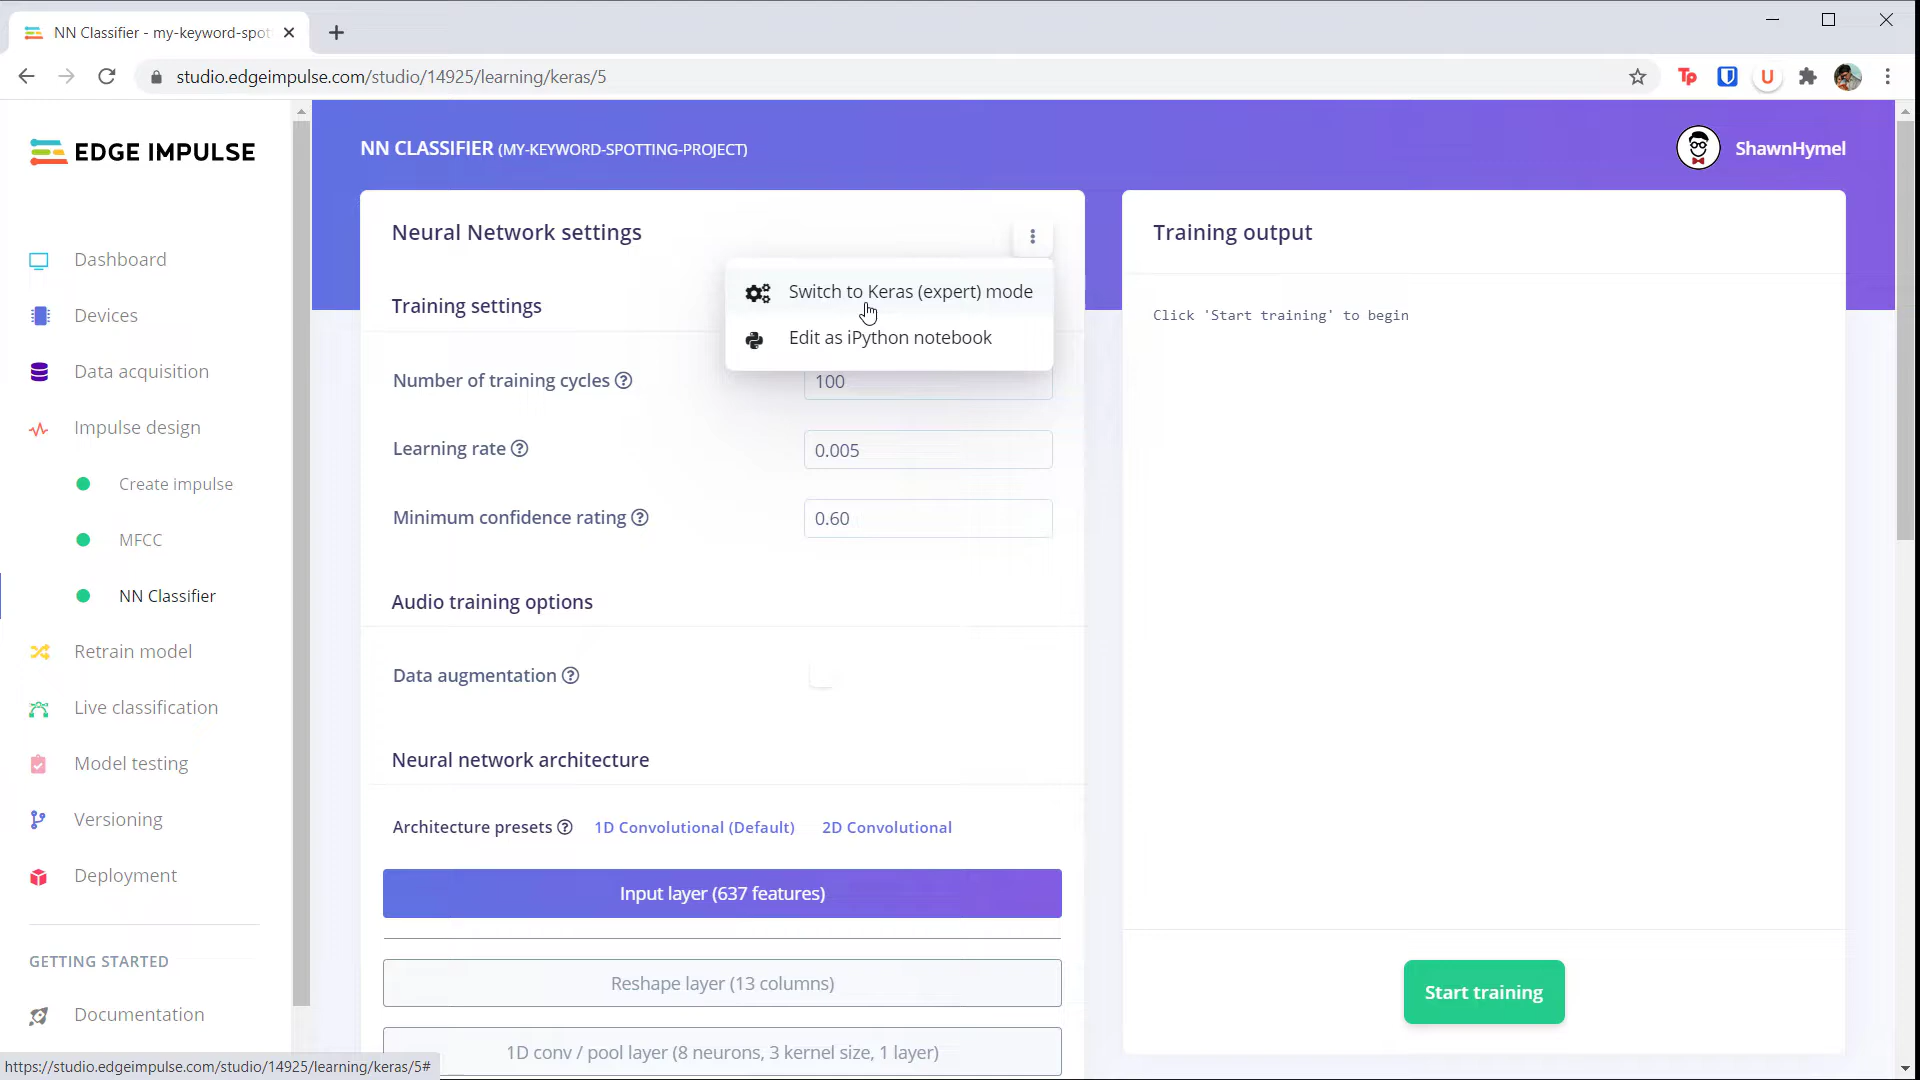 NN Classifier - my-keyword-spot
studio.edgeimpulse.com/studio/14925/learning/keras/5
Tp
U
EDGE IMPULSE
NN CLASSIFIER (MY-KEYWORD-SPOTTING-PROJECT)
ShawnHymel
Dashboard
Devices
Data acquisition
Impulse design
Create impulse
MFCC
NN Classifier
Retrain model
Live classification
Model testing
Versioning
Deployment
GETTING STARTED
Documentation
https://studio.edgeimpulse.com/studio/14925/learning/keras/5#
Neural Network settings
Switch to Keras (expert) mode
Edit as iPython notebook
Training settings
Number of training cycles ? 100
Learning rate ? 0.005
Minimum confidence rating ? 0.60
Audio training options
Data augmentation ?
Neural network architecture
Architecture presets ? 1D Convolutional (Default) 2D Convolutional
Input layer (637 features)
Reshape layer (13 columns)
1D conv / pool layer (8 neurons, 3 kernel size, 1 layer)
Training output
Click 'Start training' to begin
Start training